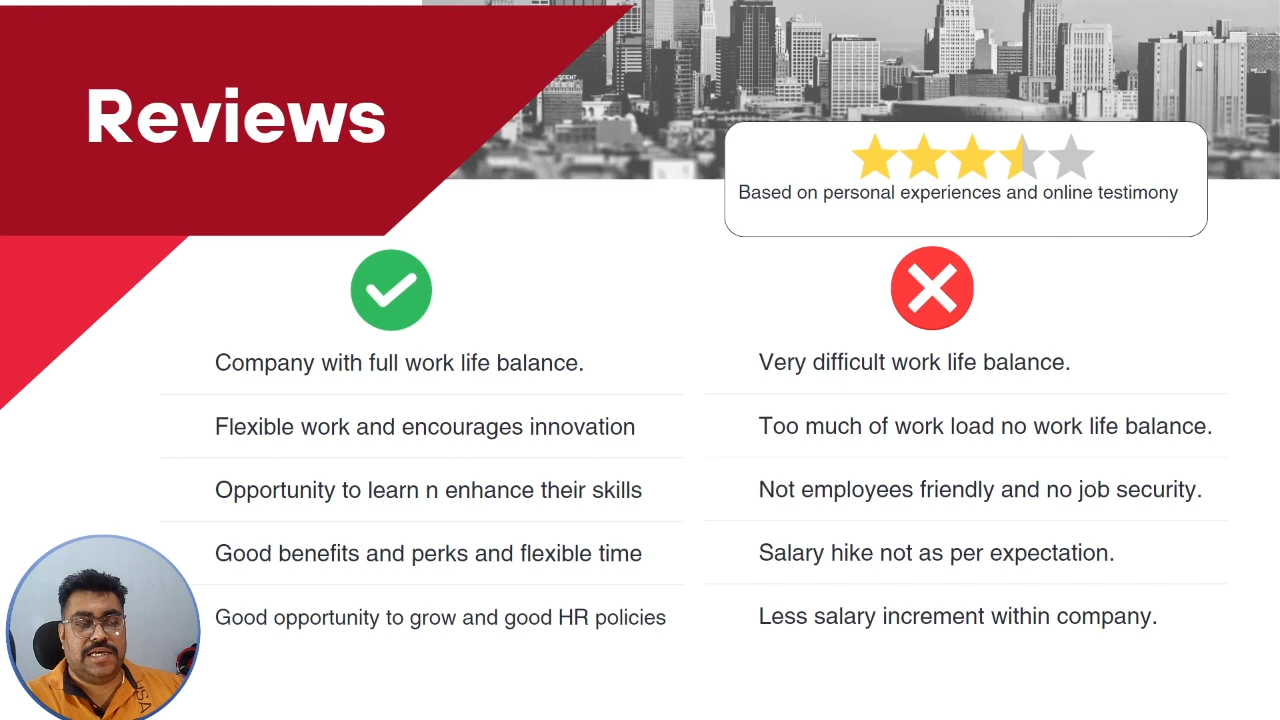 Reviews
Based on personal experiences and online testimony
Company with full work life balance.
Flexible work and encourages innovation
Opportunity to learn n enhance their skills
Good benefits and perks and flexible time
Good opportunity to grow and good HR policies
Very difficult work life balance.
Too much of work load no work life balance.
Not employees friendly and no job security.
Salary hike not as per expectation.
Less salary increment within company.
USA